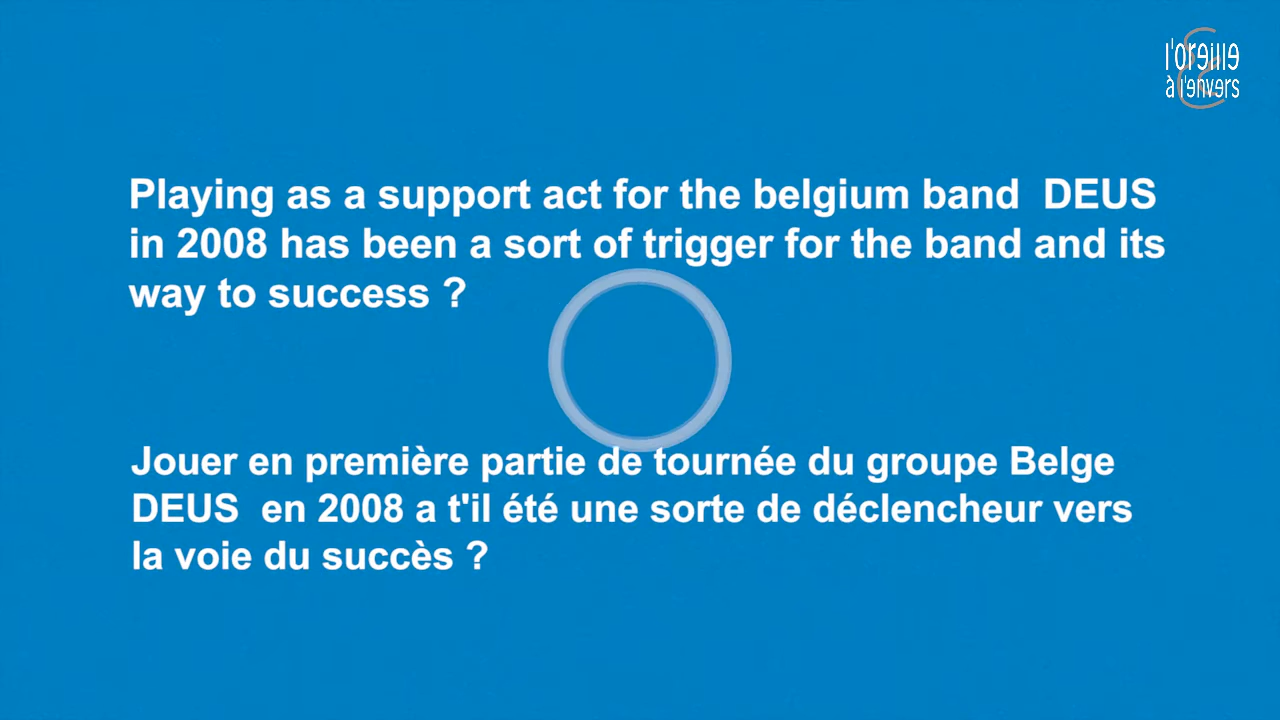 l'oreille
à l'envers
Playing as a support act for the belgium band  DEUS
in 2008 has been a sort of trigger for the band and its
way to success ?
Jouer en première partie de tournée du groupe Belge
DEUS  en 2008 a t'il été une sorte de déclencheur vers
la voie du succès ?